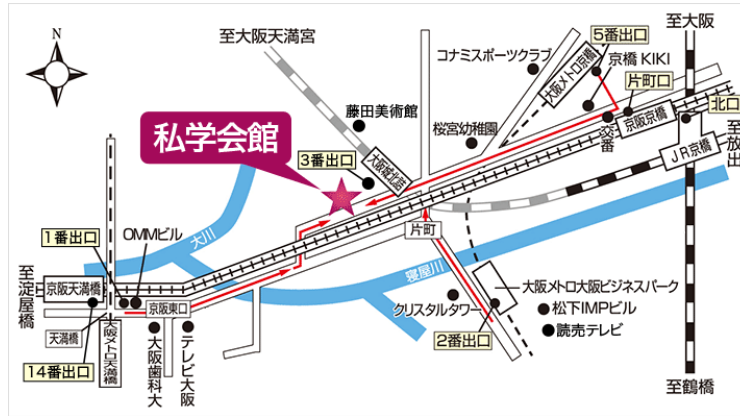 N
至大阪天満宮
コナミスポーツクラブ
5番出口
至大阪
大阪メトロ京橋
京橋 KIKI
片町口
北口
藤田美術館
桜宮幼稚園
交番
京阪京橋
至放出
JR京橋
私学会館
3番出口
大阪城北詰
1番出口
OMMビル
大川
片町
寝屋川
至淀屋橋
京阪天満橋
京阪東口
天満橋
大阪メトロ天満橋
14番出口
大阪歯科大
テレビ大阪
クリスタルタワー
大阪メトロ大阪ビジネスパーク
松下IMPビル
読売テレビ
2番出口
至鶴橋